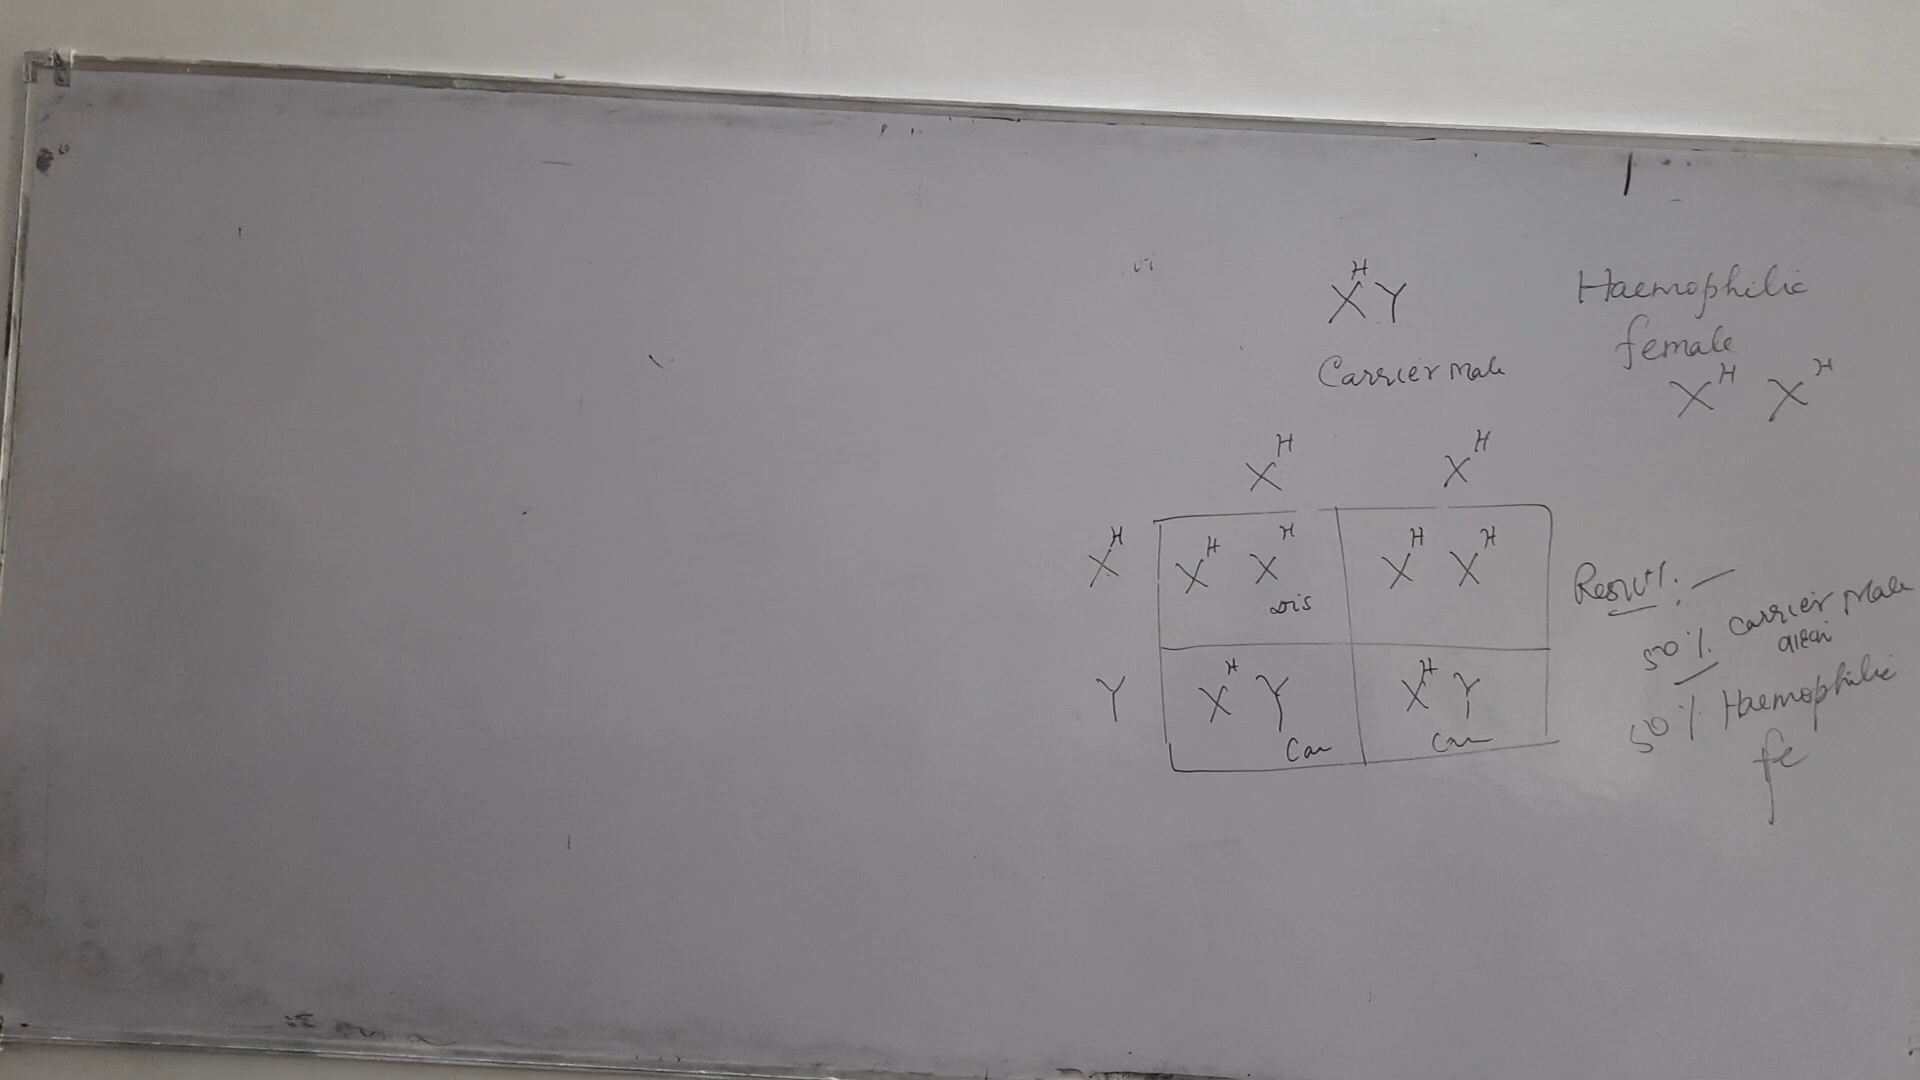 X^H Y
Carrier male
Haemophilic
female
X^H X^H
X^H X^H
X^H X^H X^H X^H X^H
dis
Y X^H Y X^H Y
Car Car
Result :-
50% carrier male
50% Haemophilic
fe